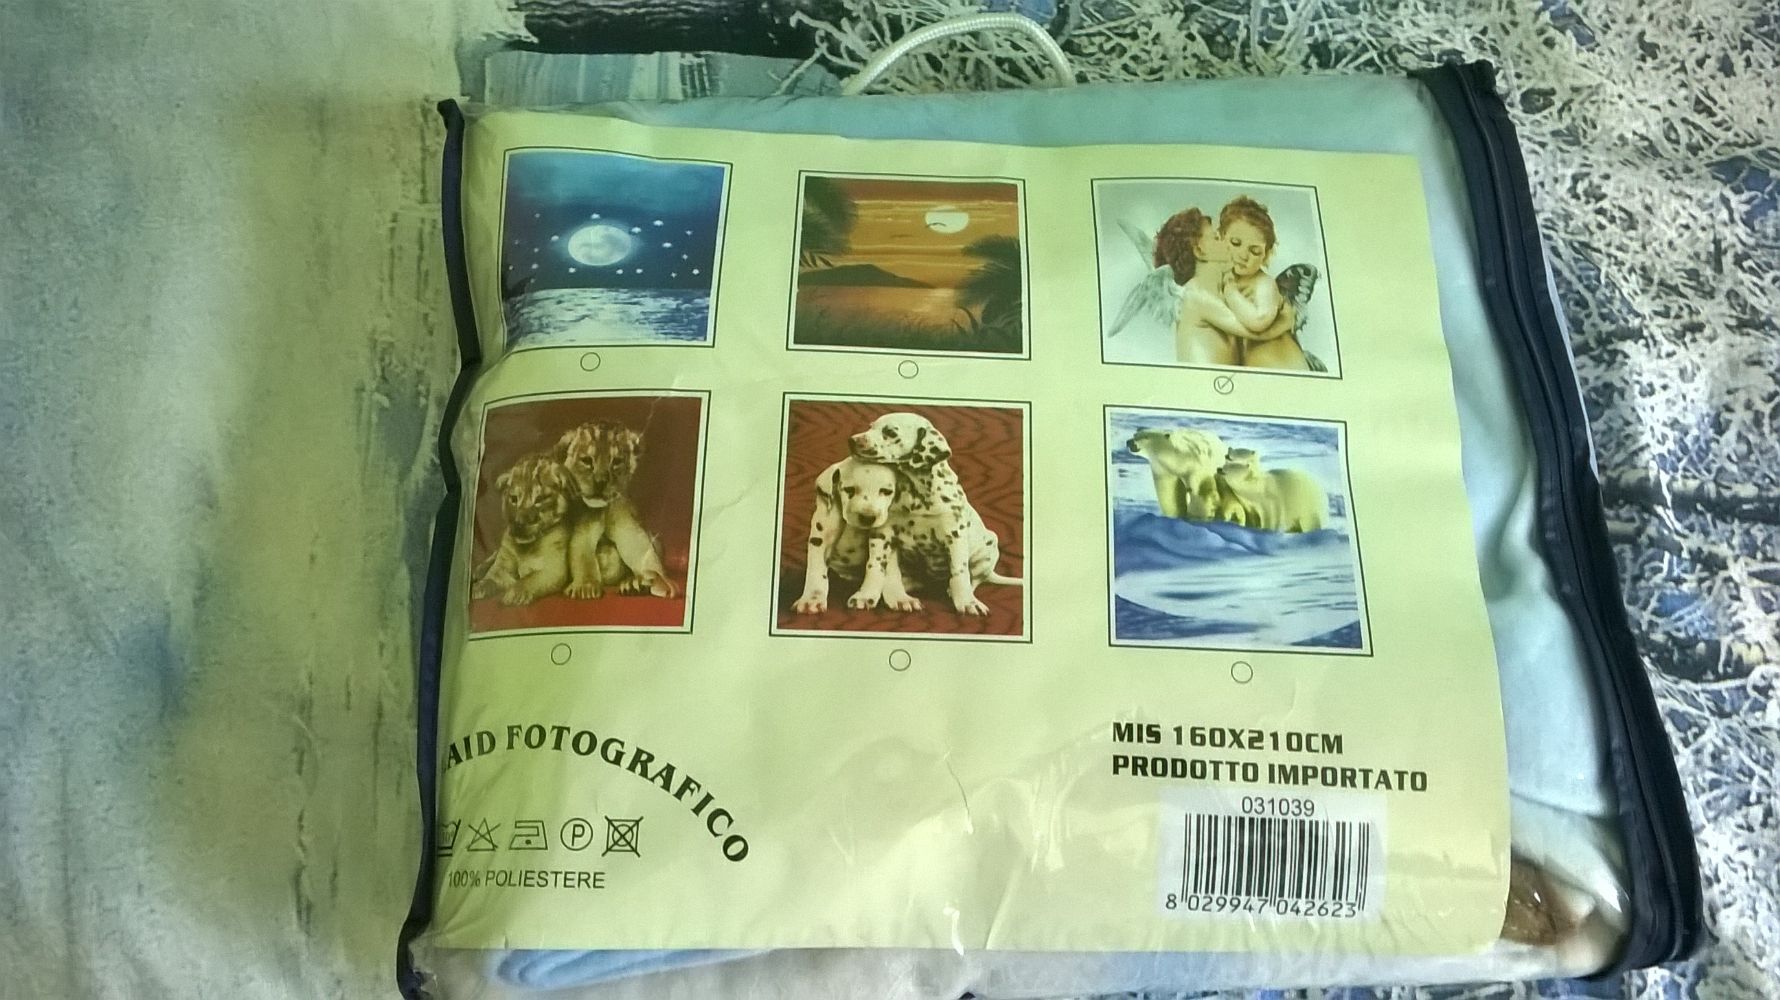 AID FOTOGRAFICO
100% POLIESTERE
MIS 160X210CM
PRODOTTO IMPORTATO
031039
8 029947 042623